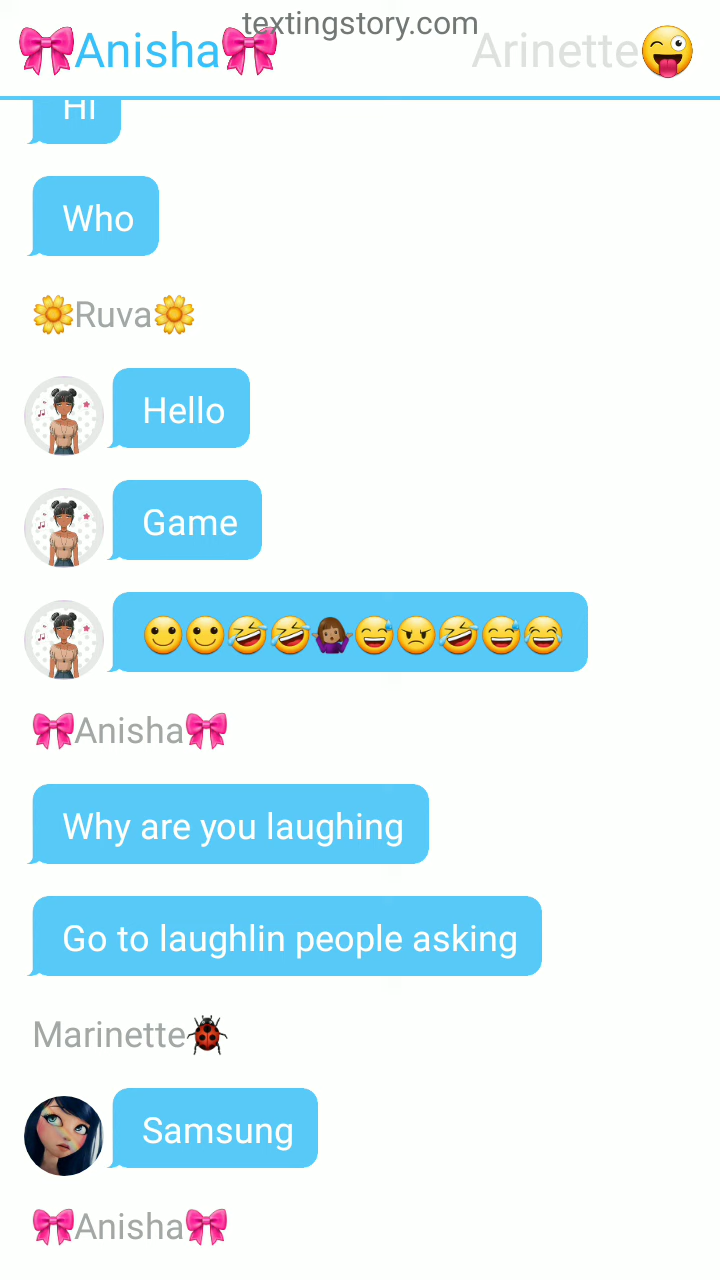 textingstory.com
🎀Anisha🎀
Arinette😜
Hi
Who
🌼Ruva🌼
Hello
Game
🙂🙂🤣🤣🤷🏾‍♀️😅😠🤣😅😂
🎀Anisha🎀
Why are you laughing
Go to laughlin people asking
Marinette🐞
Samsung
🎀Anisha🎀